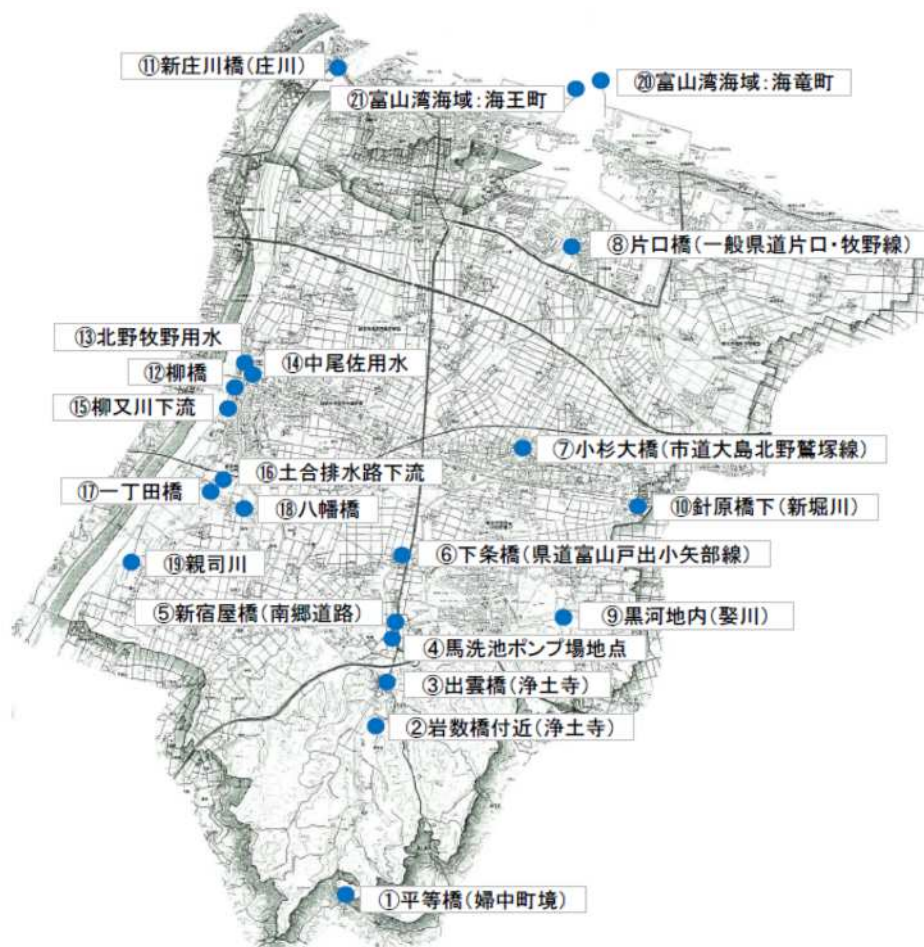 ⑪新庄川橋(庄川)
⑳富山湾海域:海竜町
㉑富山湾海域:海王町
⑧片口橋(一般県道片口・牧野線)
⑬北野牧野用水
⑭中尾佐用水
⑫柳橋
⑮柳又川下流
⑦小杉大橋(市道大島北野鷲塚線)
⑯土合排水路下流
⑰一丁田橋
⑱八幡橋
⑩針原橋下(新堀川)
⑥下条橋(県道富山戸出小矢部線)
⑲親司川
⑤新宿屋橋(南郷道路)
⑨黒河地内(娶川)
④馬洗池ポンプ場地点
③出雲橋(浄土寺)
②岩数橋付近(浄土寺)
①平等橋(婦中町境)